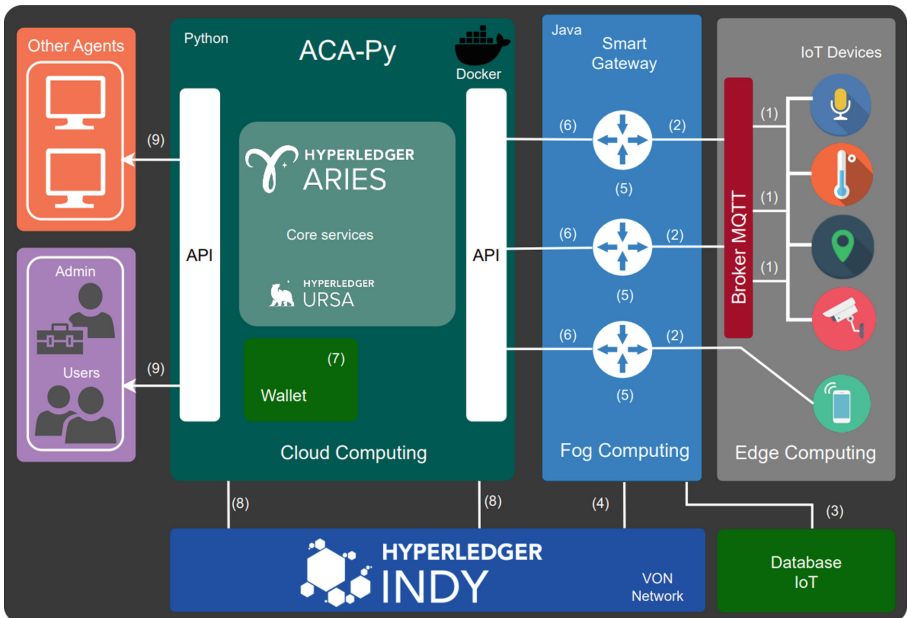 Other Agents
(9)
Admin
Users
(9)
Python
ACA-Py
Docker
API
HYPERLEDGER
ARIES
Core services
HYPERLEDGER
URSA
(7)
Wallet
API
Cloud Computing
Java
Smart
Gateway
(6)
(2)
(5)
(6)
(2)
(5)
(6)
(2)
(5)
Fog Computing
IoT Devices
Broker MQTT
(1)
(1)
(1)
Edge Computing
(8)
(8)
(4)
(3)
HYPERLEDGER
INDY
VON
Network
Database
IoT